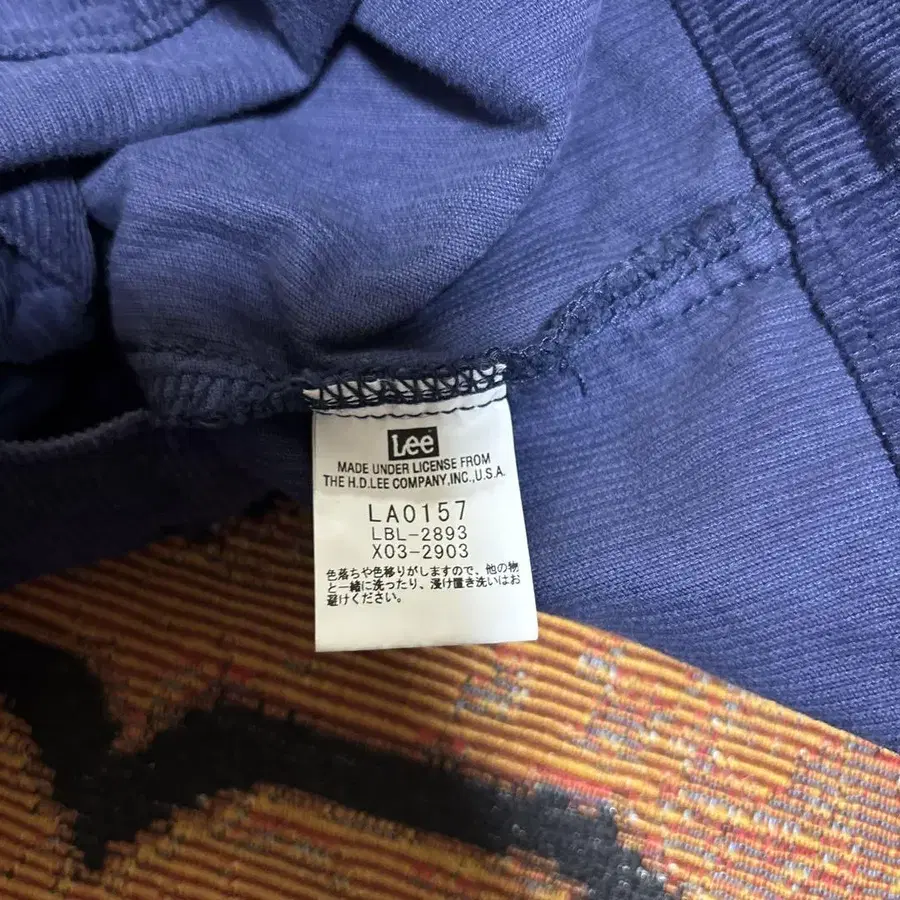 Lee
MADE UNDER LICENSE FROM
THE H.D.LEE COMPANY,INC.,U.S.A.
LA0157
LBL-2893
X03-2903
色落ちや色移りがしますので、他の物
と一緒に洗ったり、浸け置き洗いはお
避けください。